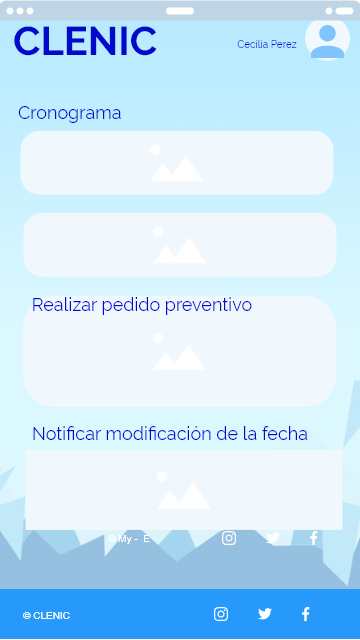 CLENIC
Cecilia Perez
Cronograma
Realizar pedido preventivo
Notificar modificación de la fecha
© My - E
© CLENIC